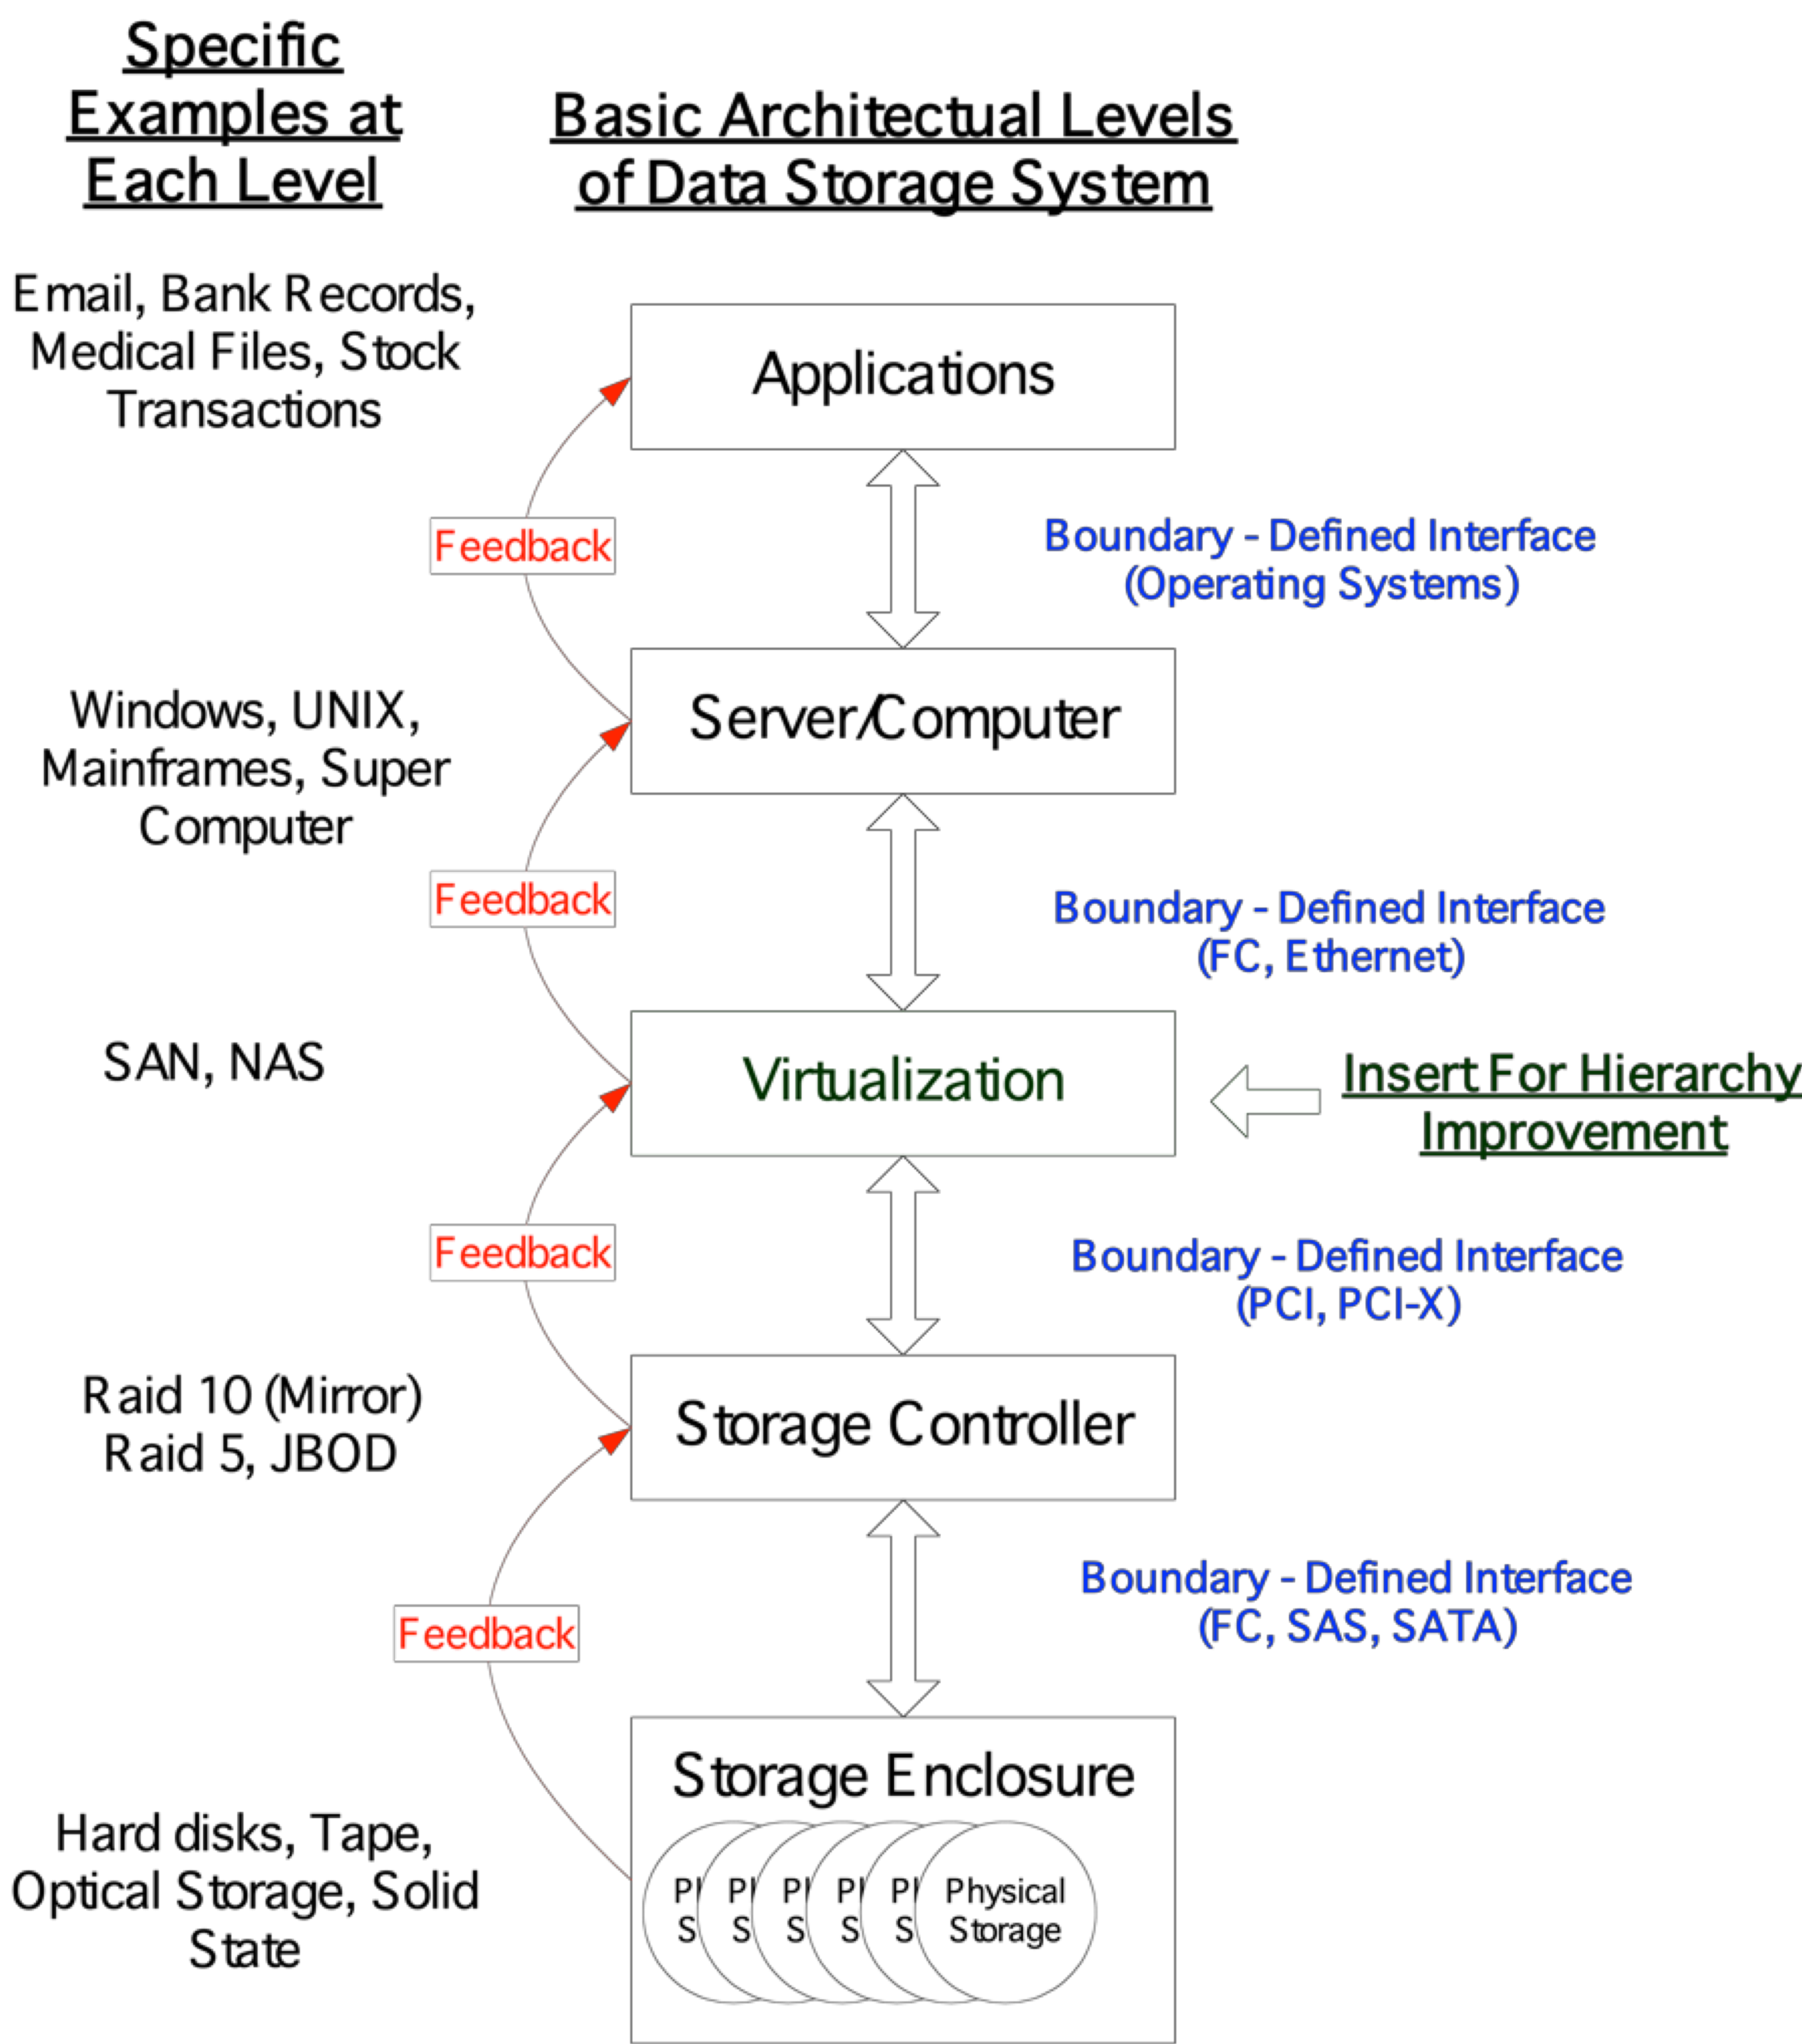 Specific
Examples at
Each Level
Basic Architectual Levels
of Data Storage System
Email, Bank Records,
Medical Files, Stock
Transactions
Applications
Feedback
Boundary - Defined Interface
(Operating Systems)
Windows, UNIX,
Mainframes, Super
Computer
Server/Computer
Feedback
Boundary - Defined Interface
(FC, Ethernet)
SAN, NAS
Virtualization
Insert For Hierarchy
Improvement
Feedback
Boundary - Defined Interface
(PCI, PCI-X)
Raid 10 (Mirror)
Raid 5, JBOD
Storage Controller
Feedback
Boundary - Defined Interface
(FC, SAS, SATA)
Hard disks, Tape,
Optical Storage, Solid
State
Storage Enclosure
Physical
Storage